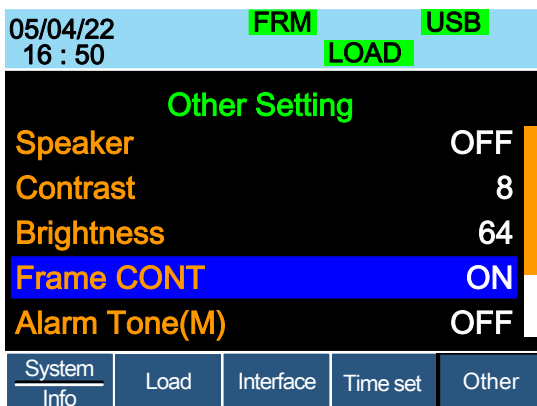 05/04/22 FRM USB
16 : 50 LOAD
Other Setting
Speaker OFF
Contrast 8
Brightness 64
Frame CONT ON
Alarm Tone(M) OFF
System Info Load Interface Time set Other